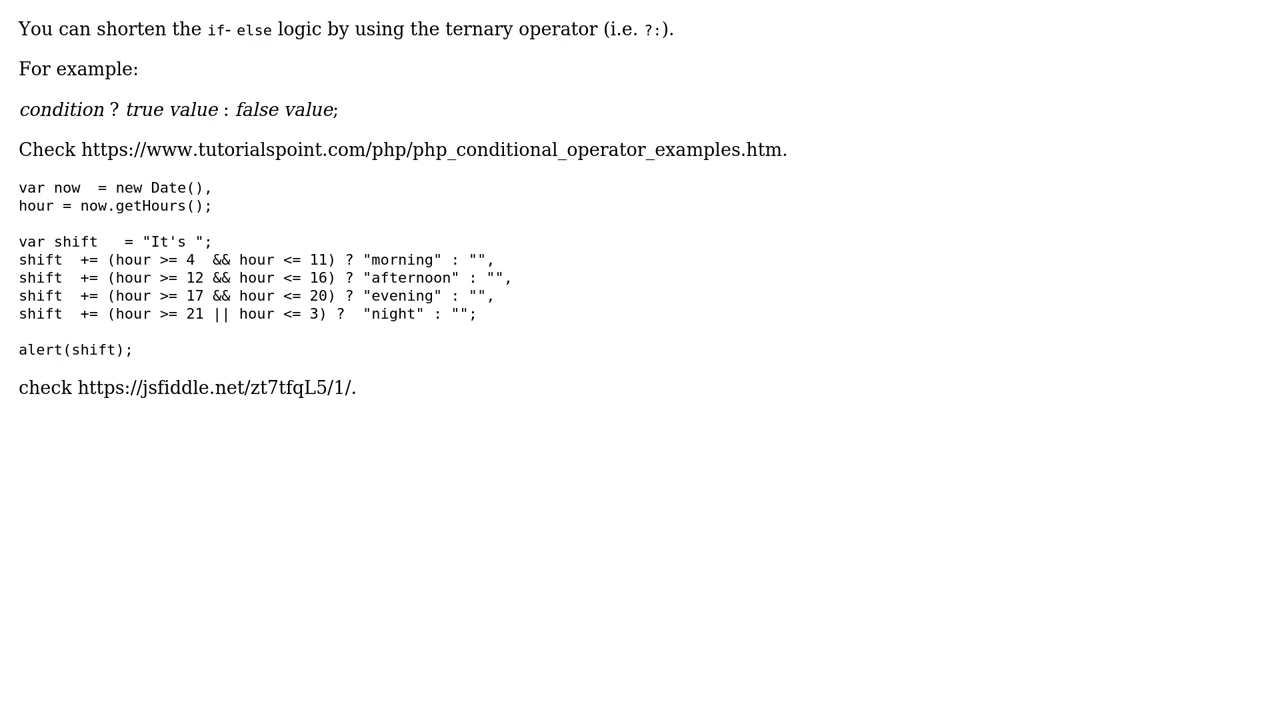 You can shorten the if- else logic by using the ternary operator (i.e. ?:).
For example:
condition ? true value : false value;
Check https://www.tutorialspoint.com/php/php_conditional_operator_examples.htm.
var now  = new Date(),
hour = now.getHours();

var shift   = "It's ";
shift  += (hour >= 4  && hour <= 11) ? "morning" : "",
shift  += (hour >= 12 && hour <= 16) ? "afternoon" : "",
shift  += (hour >= 17 && hour <= 20) ? "evening" : "",
shift  += (hour >= 21 || hour <= 3) ?  "night" : "";

alert(shift);
check https://jsfiddle.net/zt7tfqL5/1/.